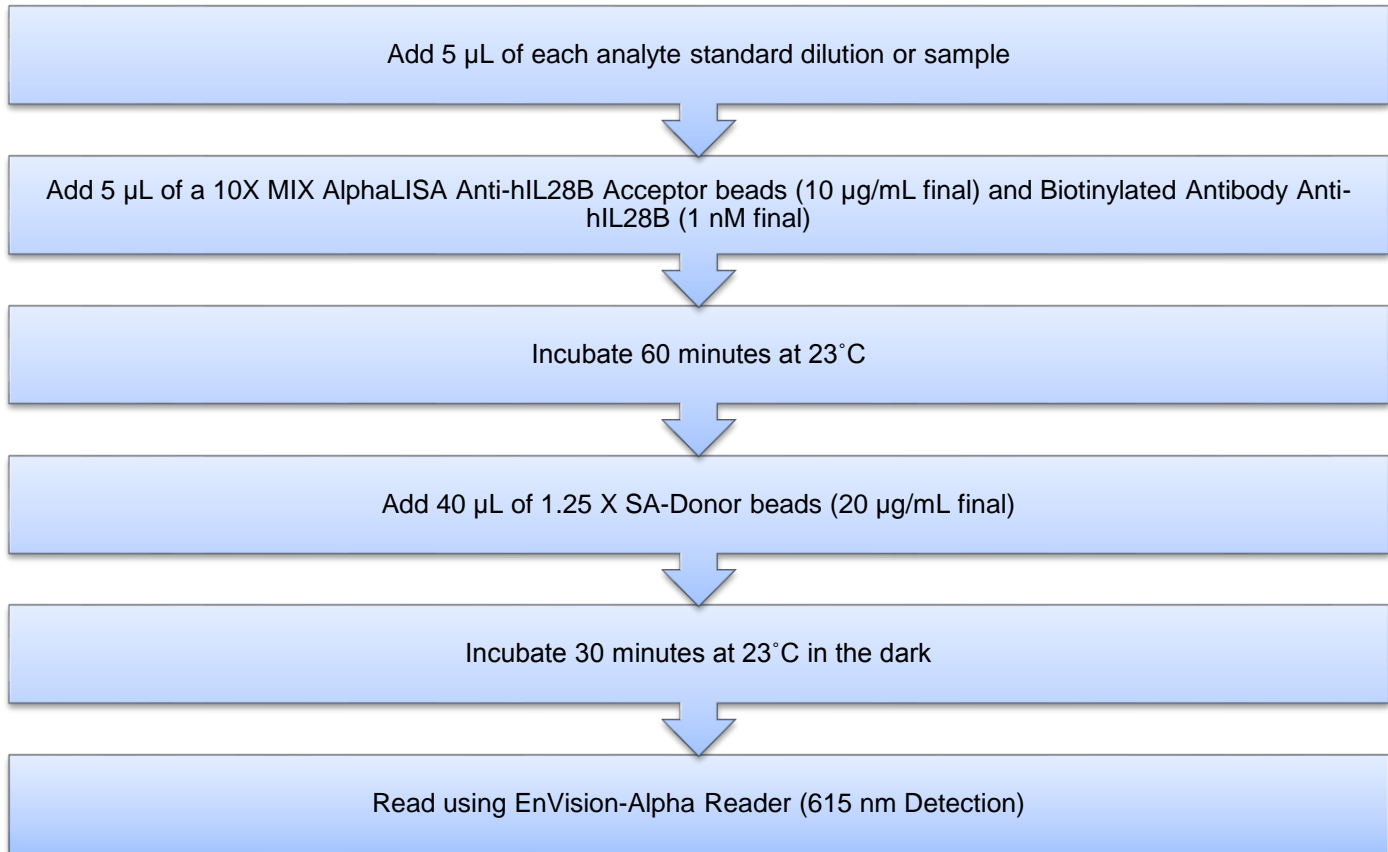 Add 5 µL of each analyte standard dilution or sample
Add 5 µL of a 10X MIX AlphaLISA Anti-hIL28B Acceptor beads (10 µg/mL final) and Biotinylated Antibody Anti-
hIL28B (1 nM final)
Incubate 60 minutes at 23˚C
Add 40 µL of 1.25 X SA-Donor beads (20 µg/mL final)
Incubate 30 minutes at 23˚C in the dark
Read using EnVision-Alpha Reader (615 nm Detection)